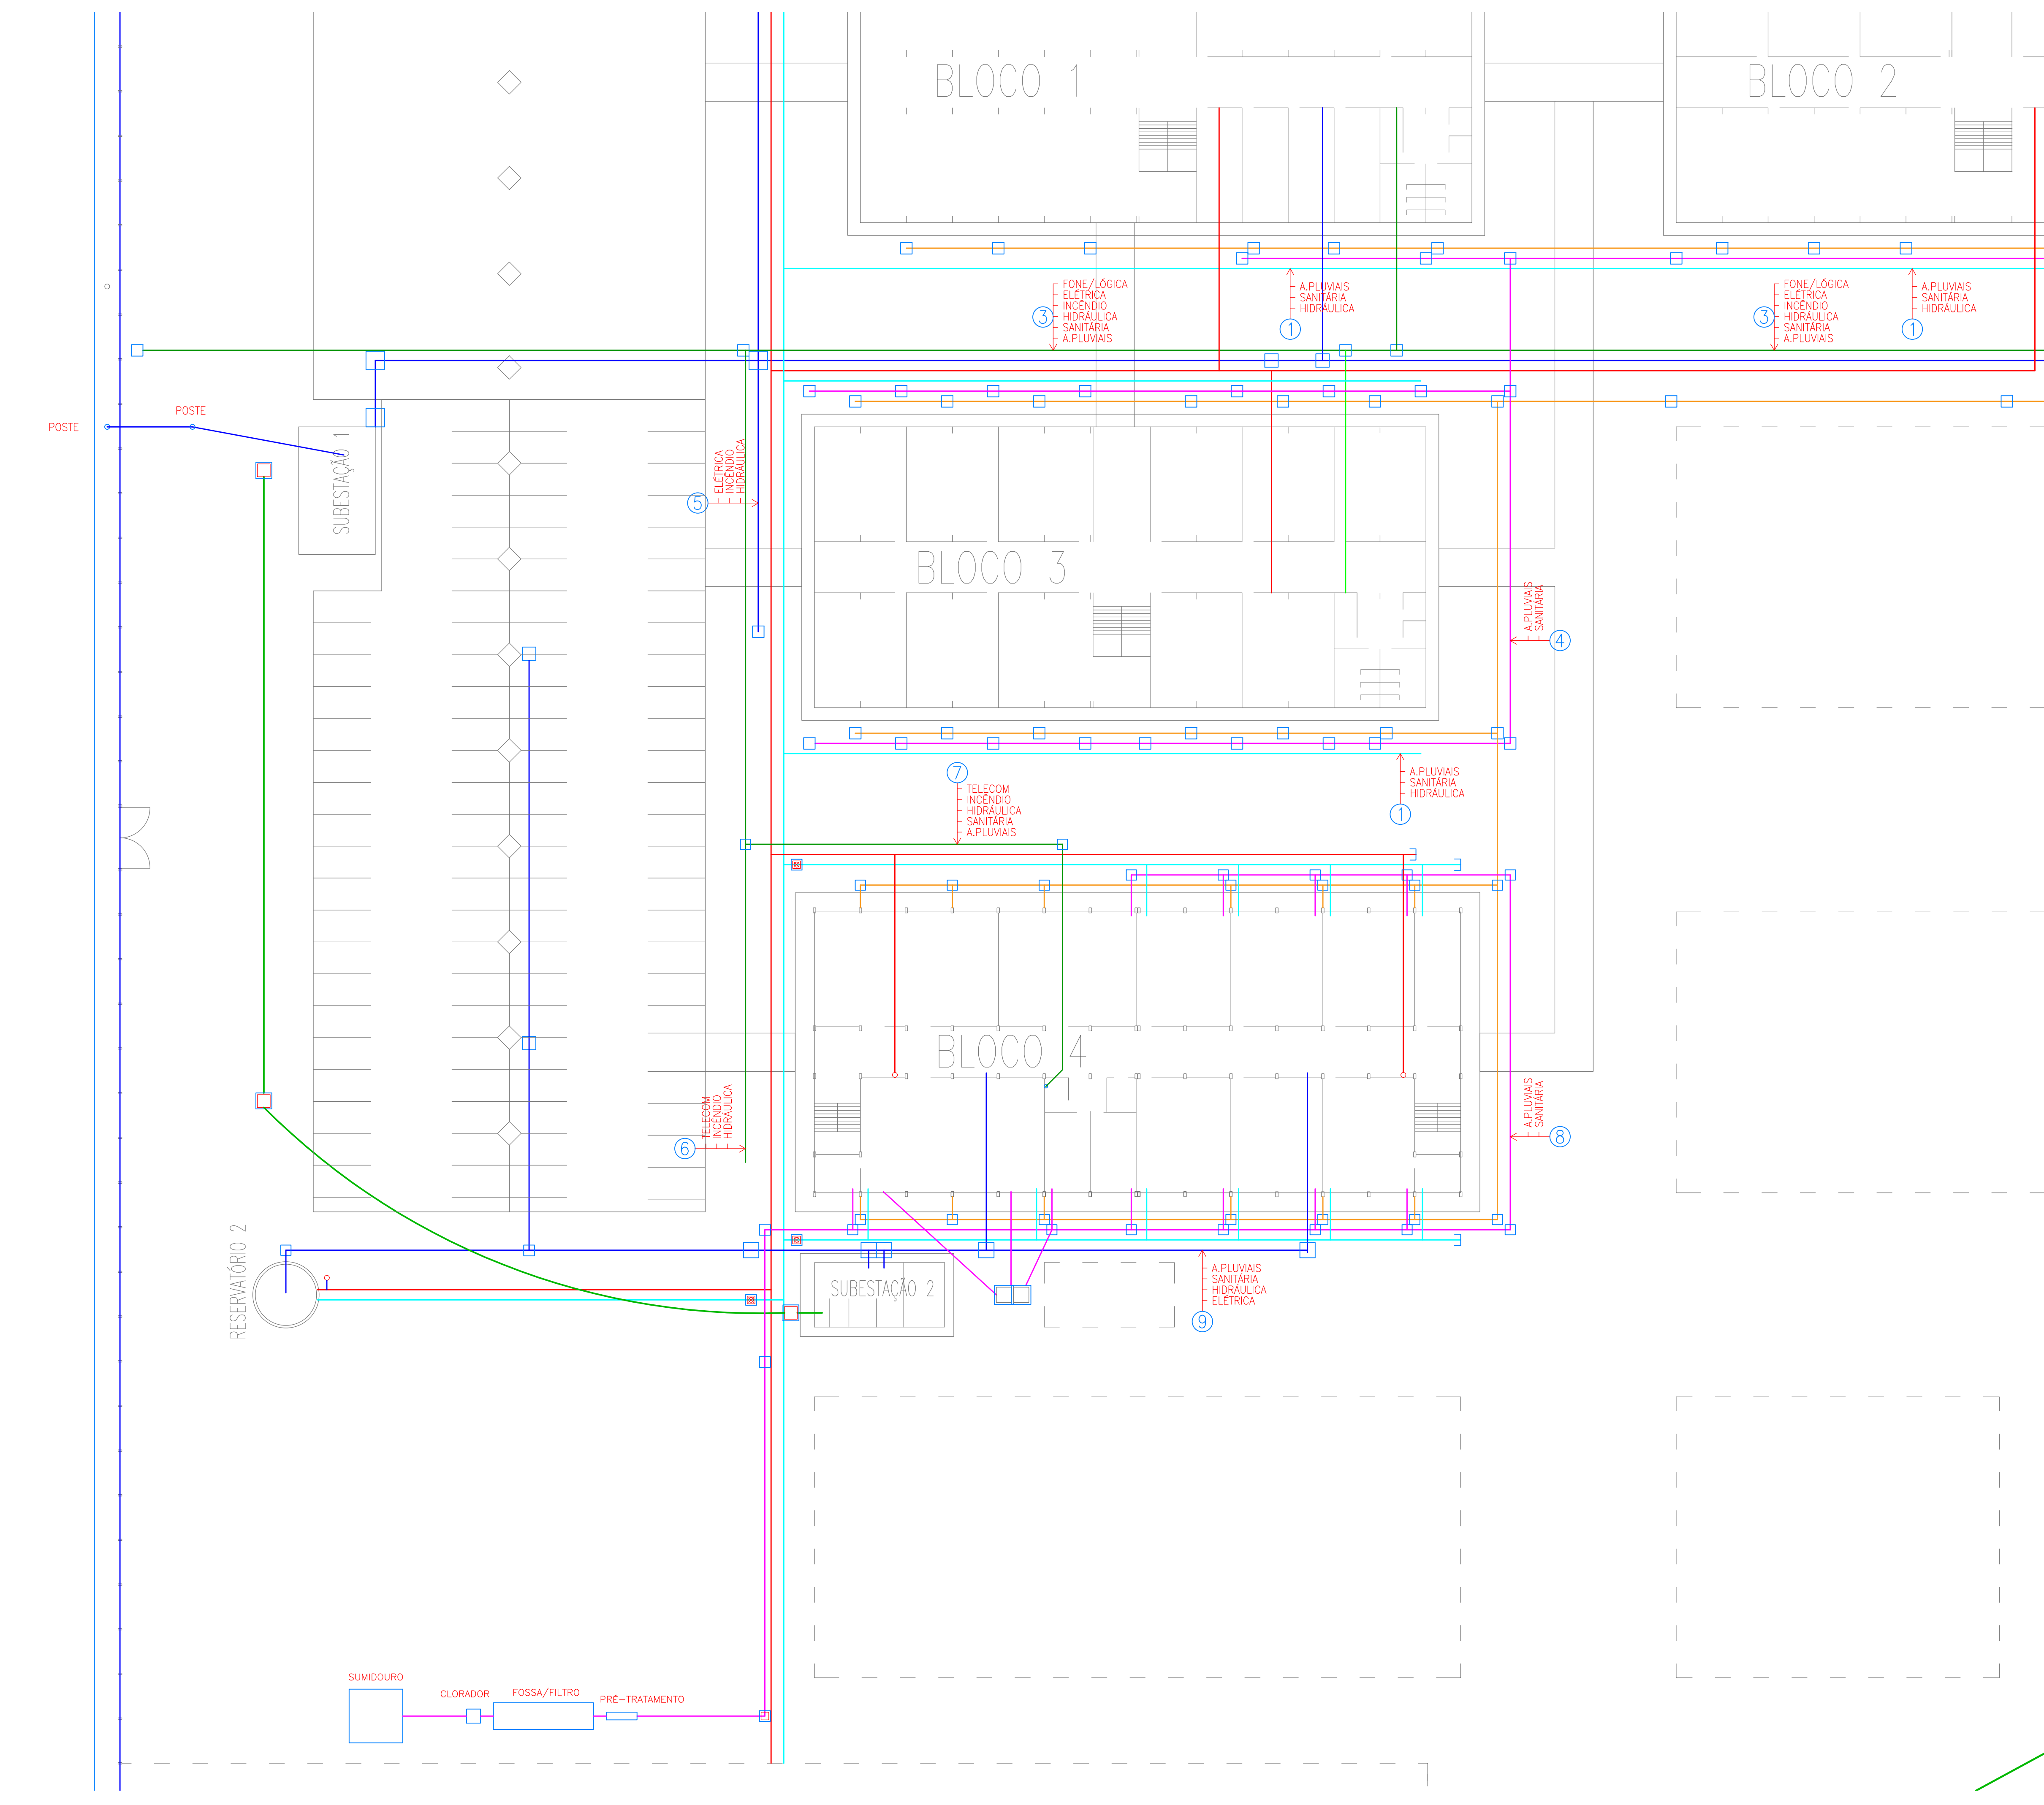 BLOCO 1
BLOCO 2
FONE/LÓGICA
ELÉTRICA
INCÊNDIO
3
HIDRÁULICA
SANITÁRIA
A.PLUVIAIS
A.PLUVIAIS
SANITÁRIA
HIDRÁULICA
1
FONE/LÓGICA
ELÉTRICA
INCÊNDIO
3
HIDRÁULICA
SANITÁRIA
A.PLUVIAIS
A.PLUVIAIS
SANITÁRIA
HIDRÁULICA
1
POSTE
POSTE
SUBESTAÇÃO 1
ELÉTRICA
INCÊNDIO
HIDRÁULICA
5
BLOCO 3
A.PLUVIAIS
SANITÁRIA
4
7
TELECOM
INCÊNDIO
HIDRÁULICA
SANITÁRIA
A.PLUVIAIS
A.PLUVIAIS
SANITÁRIA
HIDRÁULICA
1
BLOCO 4
TELECOM
INCÊNDIO
HIDRÁULICA
6
A.PLUVIAIS
SANITÁRIA
8
RESERVATÓRIO 2
SUBESTAÇÃO 2
A.PLUVIAIS
SANITÁRIA
HIDRÁULICA
ELÉTRICA
9
SUMIDOURO
CLORADOR
FOSSA/FILTRO
PRÉ-TRATAMENTO